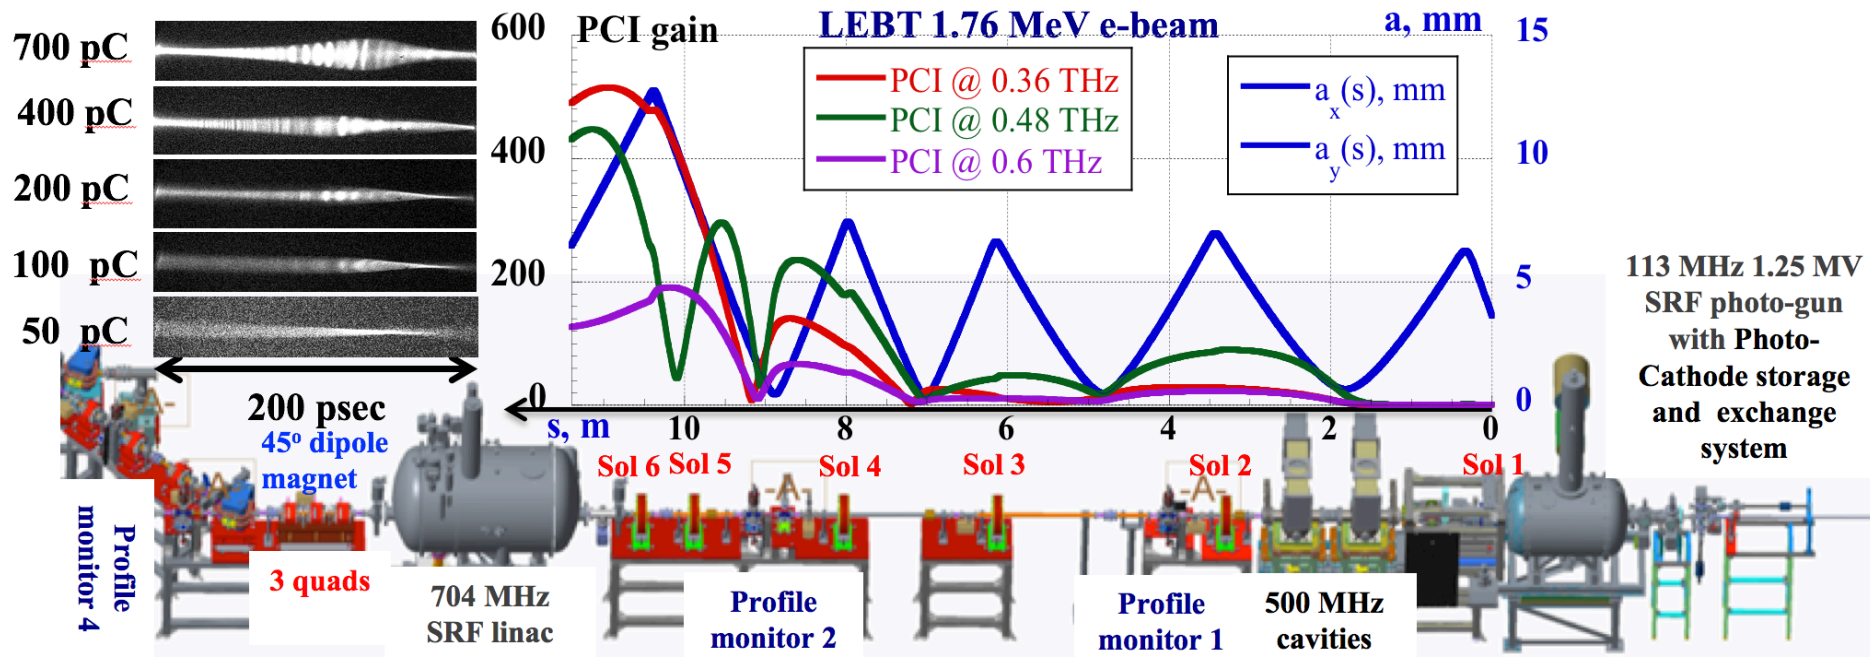 700 pC
400 pC
200 pC
100 pC
50 pC
200 psec
600
400
200
0
PCI gain
LEBT 1.76 MeV e-beam
a, mm
15
10
5
0
PCI @ 0.36 THz
PCI @ 0.48 THz
PCI @ 0.6 THz
ax(s), mm
ay(s), mm
s, m
10
8
6
4
2
0
113 MHz 1.25 MV
SRF photo-gun
with Photo-
Cathode storage
and exchange
system
45o dipole
magnet
Sol 6
Sol 5
Sol 4
Sol 3
Sol 2
Sol 1
-A-
-A-
A-
A
Profile
monitor 4
3 quads
704 MHz
SRF linac
Profile
monitor 2
Profile
monitor 1
500 MHz
cavities